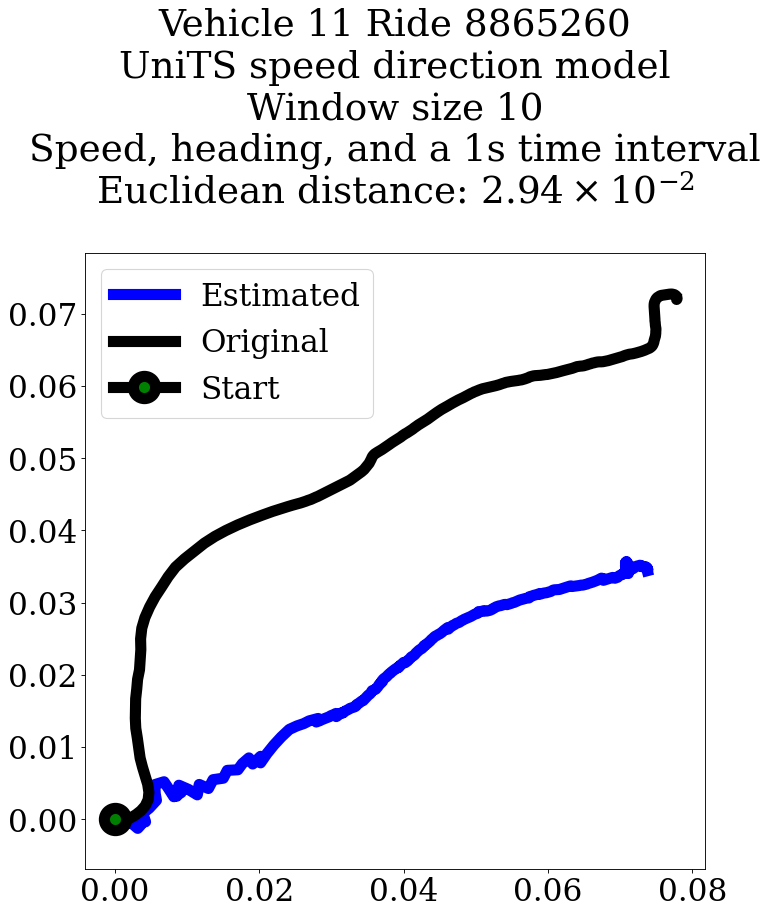 Vehicle 11 Ride 8865260
UniTS speed direction model
Window size 10
Speed, heading, and a 1s time interval
Euclidean distance: 2.94 × 10⁻²
Estimated
Original
Start
0.07
0.06
0.05
0.04
0.03
0.02
0.01
0.00
0.00 0.02 0.04 0.06 0.08